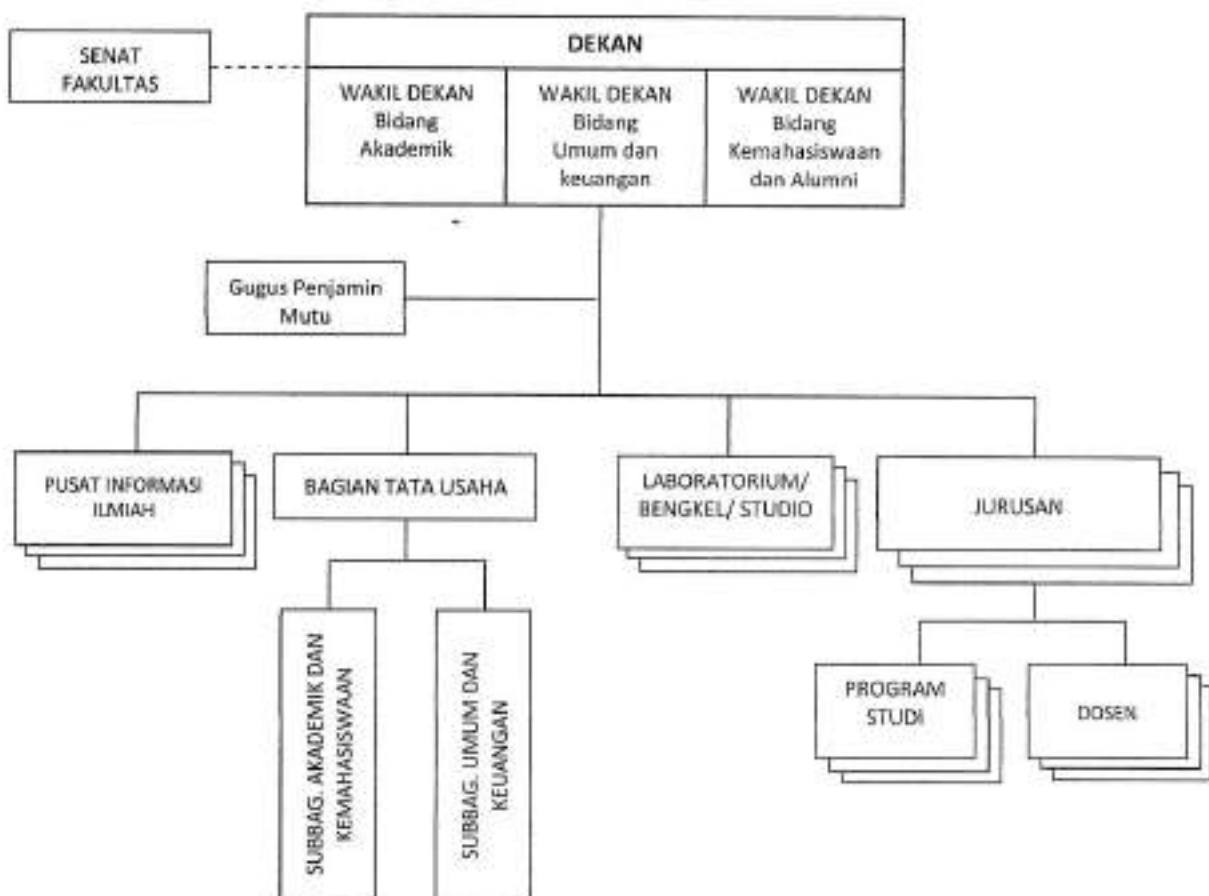 DEKAN
SENAT
FAKULTAS
WAKIL DEKAN
Bidang
Akademik
WAKIL DEKAN
Bidang
Umum dan
keuangan
WAKIL DEKAN
Bidang
Kemahasiswaan
dan Alumni
Gugus Penjamin
Mutu
PUSAT INFORMASI
ILMIAH
BAGIAN TATA USAHA
LABORATORIUM/
BENGKEL/ STUDIO
JURUSAN
SUBBAG. AKADEMIK DAN
KEMAHASISWAAN
SUBBAG. UMUM DAN
KEUANGAN
PROGRAM
STUDI
DOSEN